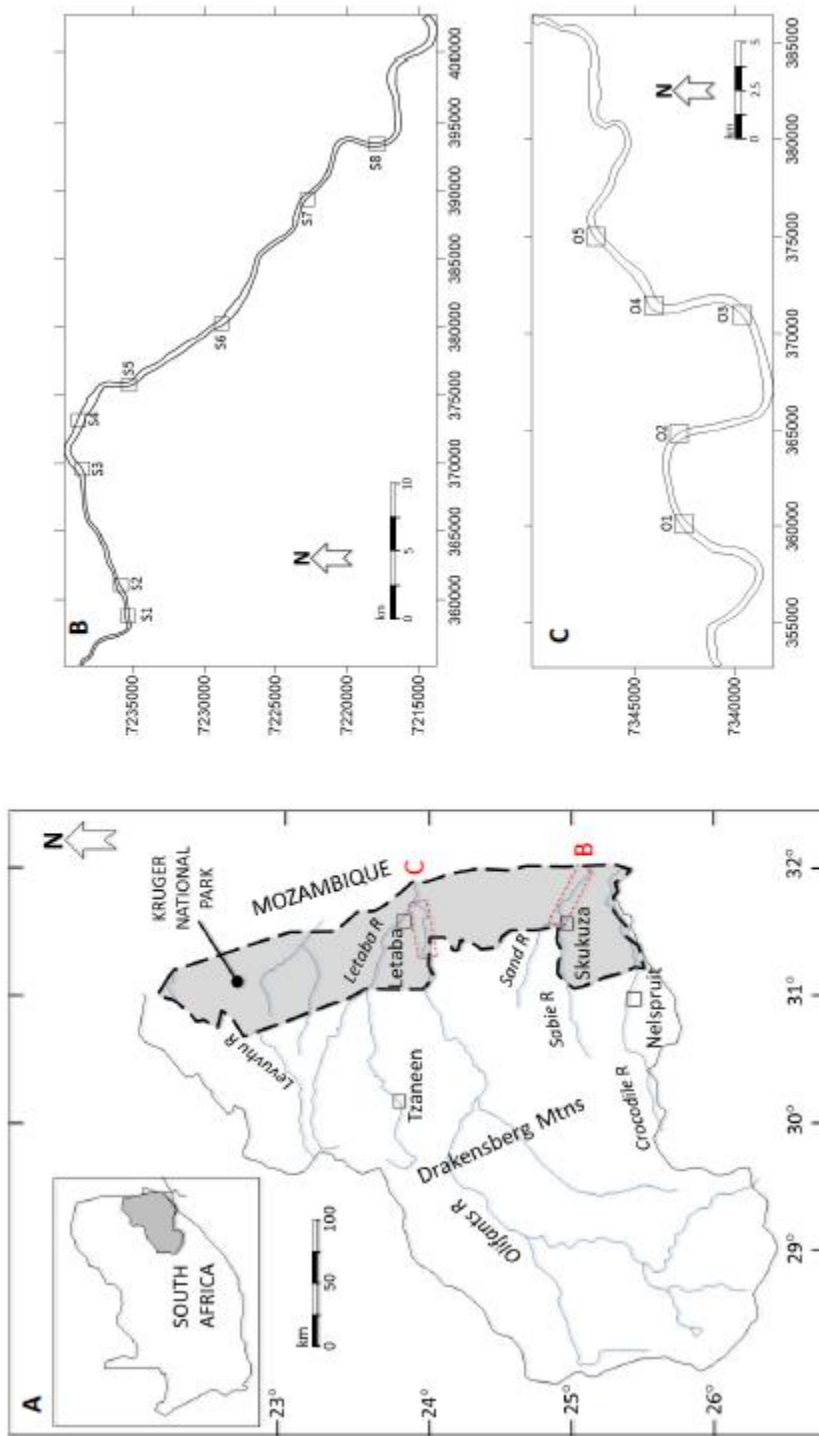 A
N
SOUTH
AFRICA
km
0
50
100
KRUGER
NATIONAL
PARK
MOZAMBIQUE
Levuvhu R
Letaba R
Letaba
C
Tzaneen
Olifants R
Drakensberg Mtns
Sand R
Sabie R
Skukuza
B
Crocodile R
Nelspruit
23°
24°
25°
26°
29°
30°
31°
32°
B
N
km
0
5
10
S1
S2
S3
S4
S5
S6
S7
S8
7235000
7230000
7225000
7220000
7215000
360000
365000
370000
375000
380000
385000
390000
395000
400000
C
N
km
0
2.5
5
O1
O2
O3
O4
O5
7345000
7340000
355000
360000
365000
370000
375000
380000
385000